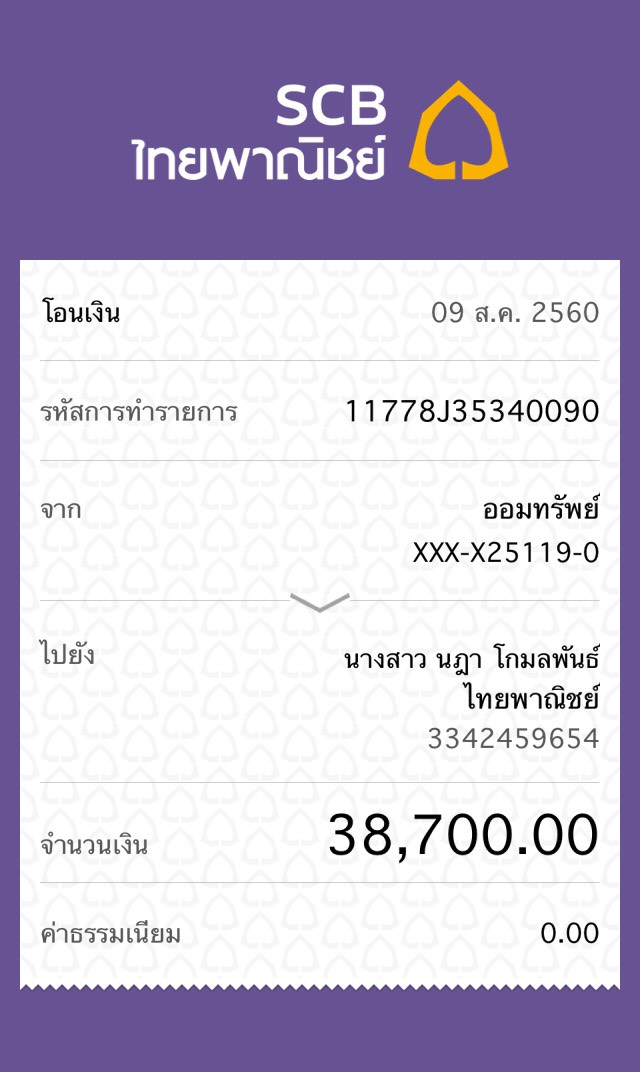 SCB
ไทยพาณิชย์
โอนเงิน 09 ส.ค. 2560
รหัสการทำรายการ 11778J35340090
จาก ออมทรัพย์
XXX-X25119-0
ไปยัง นางสาว นฎา โกมลพันธ์
ไทยพาณิชย์
3342459654
จำนวนเงิน 38,700.00
ค่าธรรมเนียม 0.00